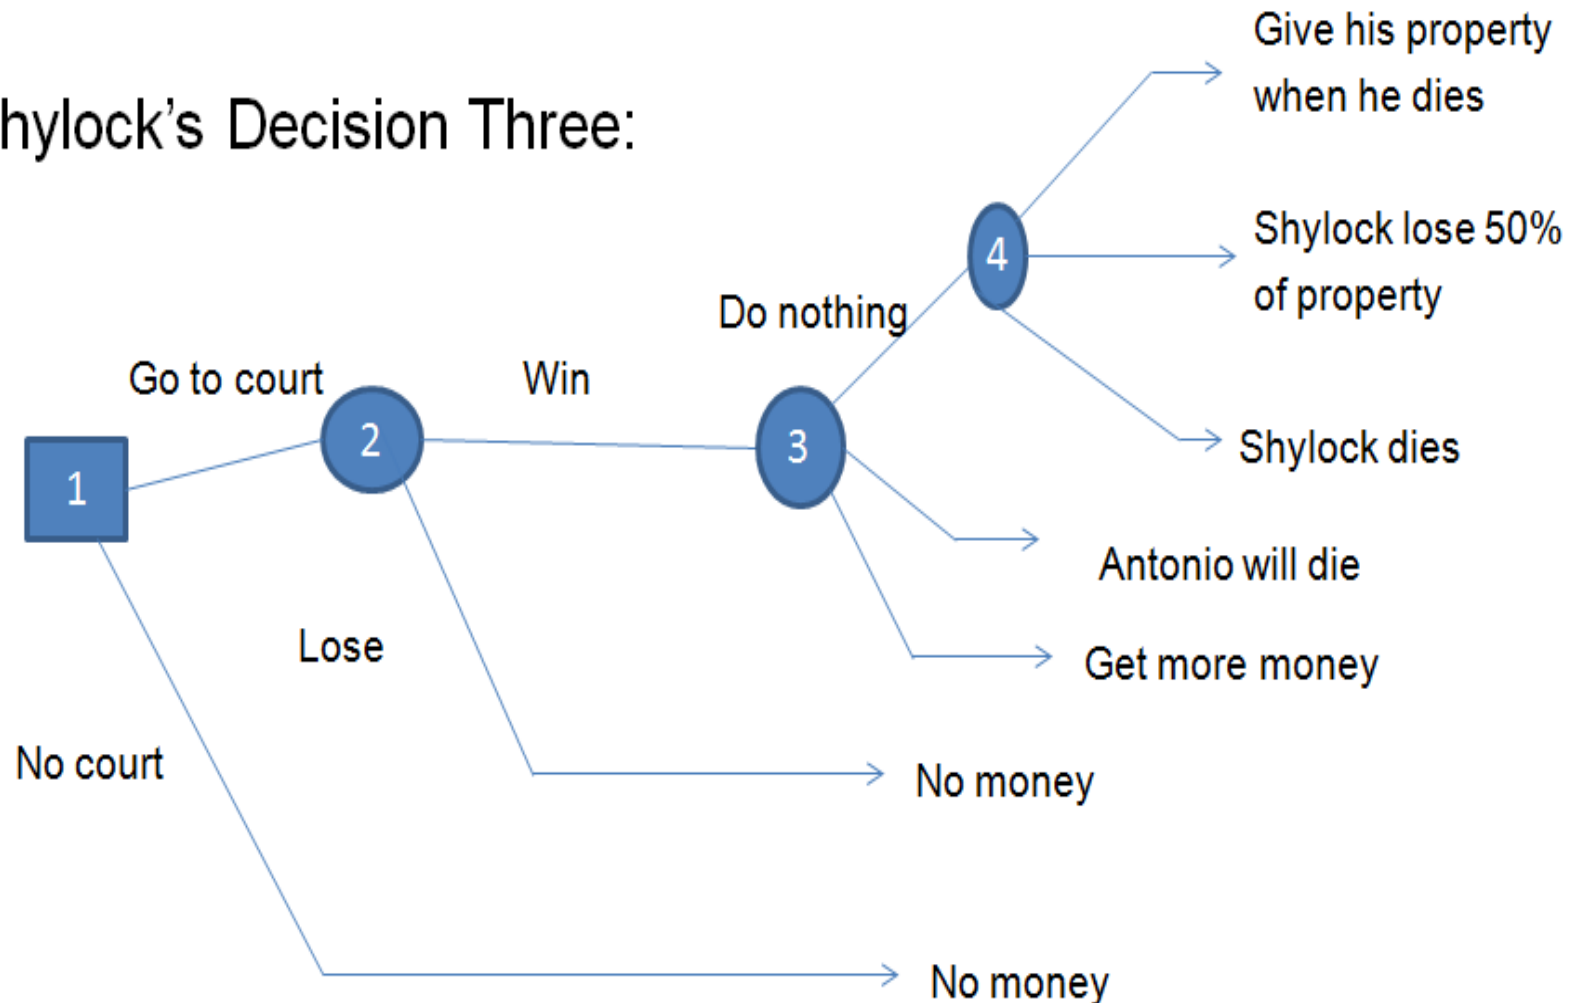 hylock's Decision Three:
Give his property
when he dies
Shylock lose 50%
of property
4
Do nothing
Go to court
Win
2
3
1
Shylock dies
Antonio will die
Lose
Get more money
No court
No money
No money